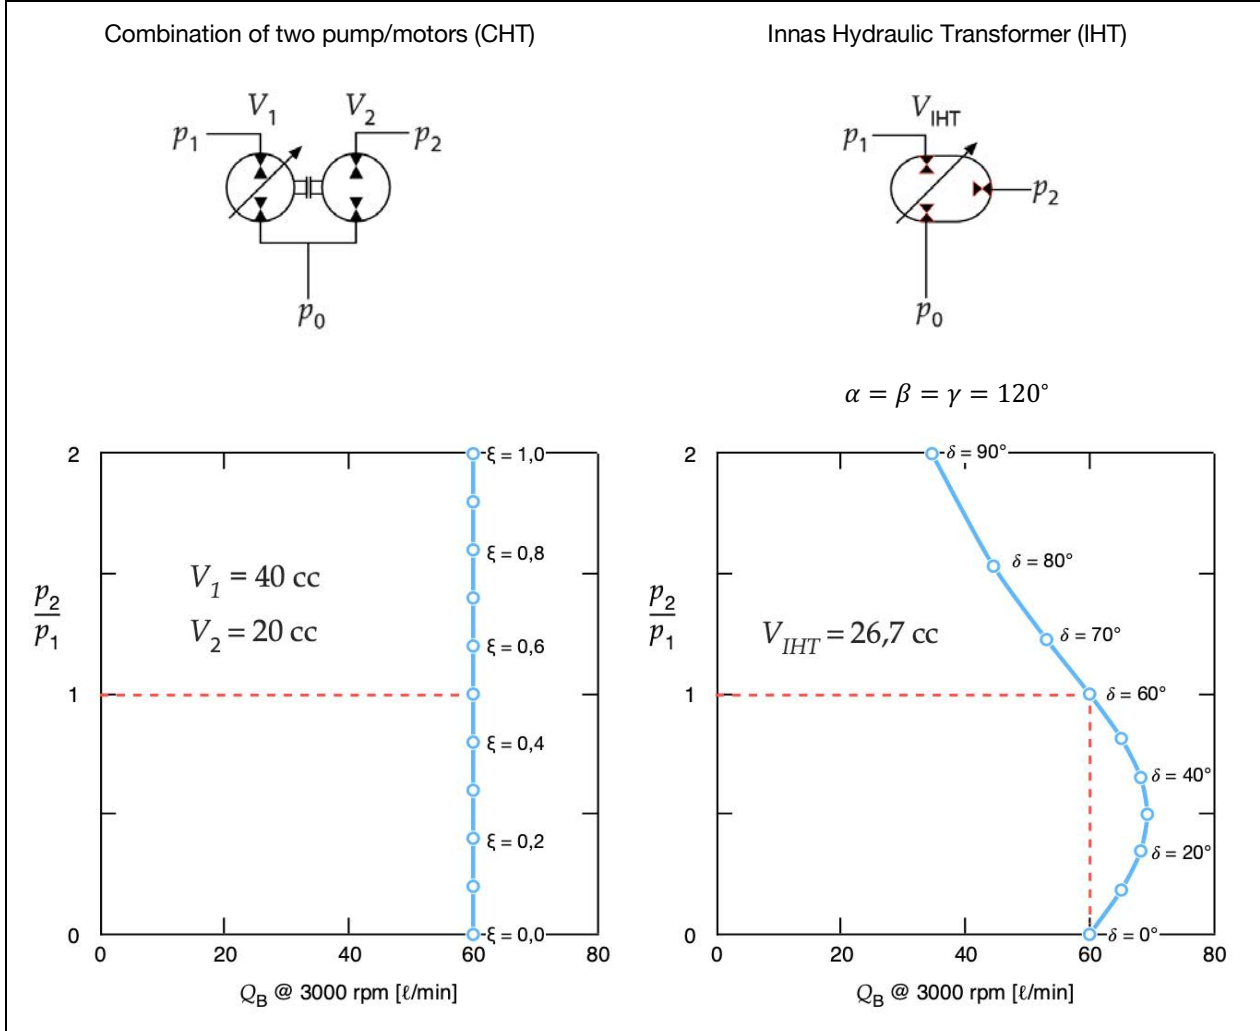 Combination of two pump/motors (CHT)
V1 V2
p1 p2
p0
2 ξ = 1,0
ξ = 0,8
V1 = 40 cc
p2/p1
V2 = 20 cc
ξ = 0,6
1
ξ = 0,4
ξ = 0,2
0 ξ = 0,0
0 20 40 60 80
QB @ 3000 rpm [ℓ/min]
Innas Hydraulic Transformer (IHT)
VIHT
p1
p2
p0
α = β = γ = 120°
2 δ = 90°
δ = 80°
p2/p1
VIHT = 26,7 cc
δ = 70°
1 δ = 60°
δ = 40°
δ = 20°
0 δ = 0°
0 20 40 60 80
QB @ 3000 rpm [ℓ/min]